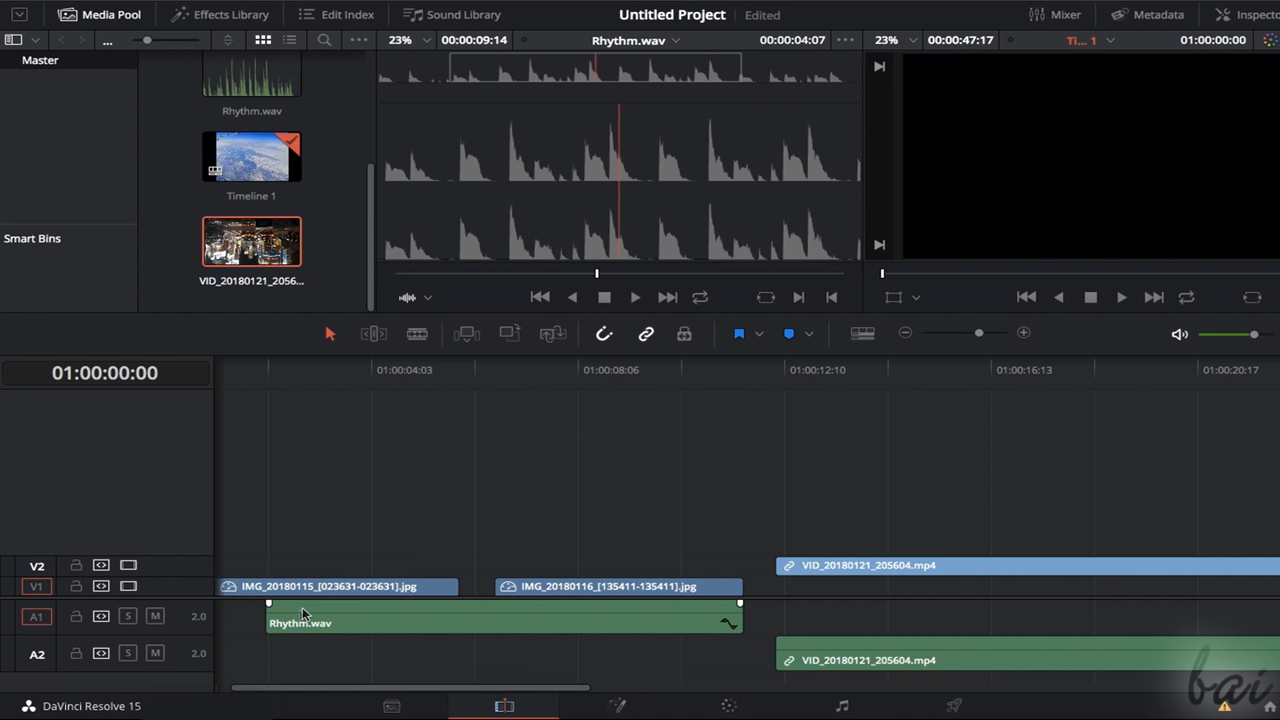 Media Pool
Effects Library
Edit Index
Sound Library
Untitled Project
Edited
Mixer
Metadata
Inspecto
...
23%
00:00:09:14
Rhythm.wav
00:00:04:07
23%
00:00:47:17
Ti... 1
01:00:00:00
Master
Rhythm.wav
Timeline 1
Smart Bins
VID_20180121_2056...
01:00:00:00
01:00:04:03
01:00:08:06
01:00:12:10
01:00:16:13
01:00:20:17
V2
VID_20180121_205604.mp4
V1
IMG_20180115_[023631-023631].jpg
IMG_20180116_[135411-135411].jpg
A1
S
M
2.0
Rhythm.wav
A2
S
M
2.0
VID_20180121_205604.mp4
DaVinci Resolve 15
bai